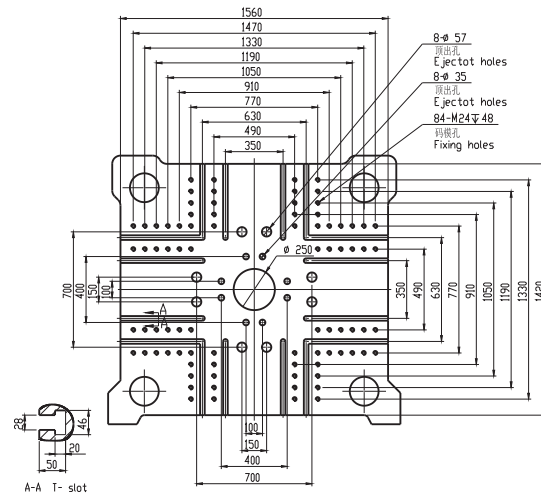 1560
1470
1330
1190
1050
910
770
630
490
350
8-Ø 57
顶出孔
Ejectot holes
8-Ø 35
顶出孔
Ejectot holes
84-M24↧48
码模孔
Fixing holes
Ø 250
700
400
150
100
350
490
630
770
910
1050
1190
1330
1420
A
A
100
150
400
700
28
46
20
50
A-A T- slot